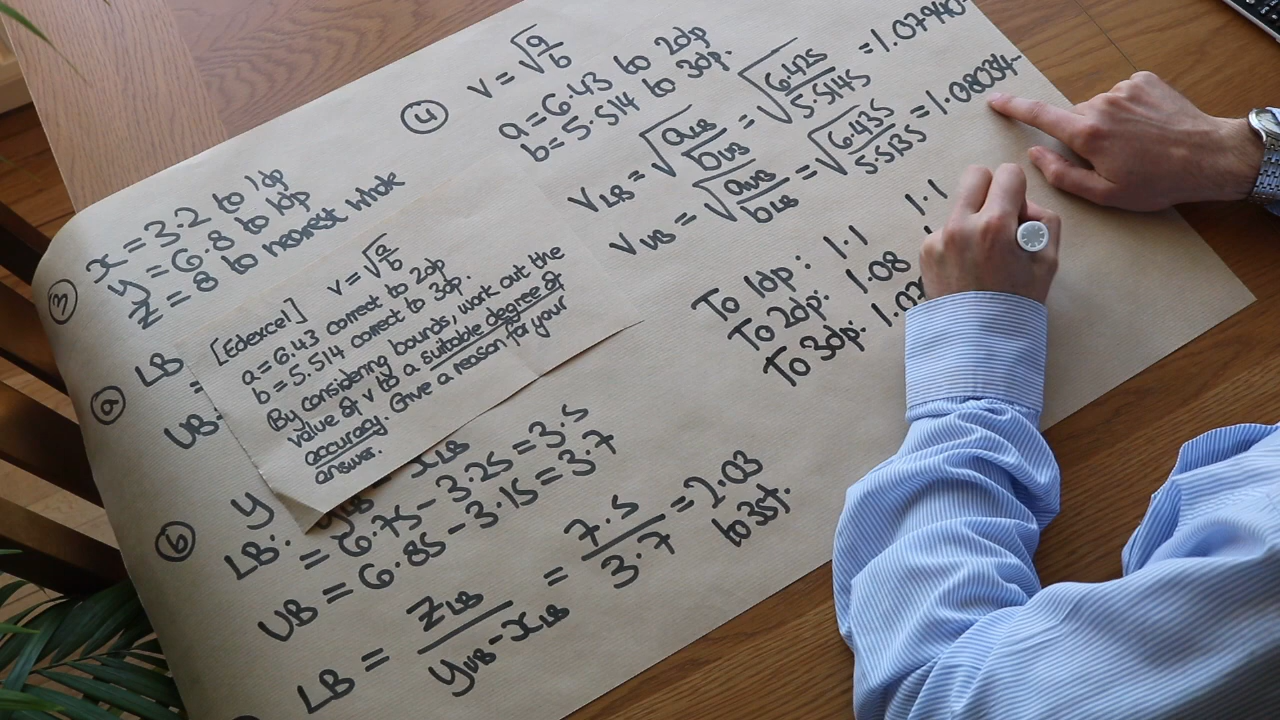 ③
x = 3.2 to 1dp
y = 6.8 to 1dp
z = 8 to nearest whole
ⓐ LB
=
UB:
[Edexcel] v = √(a/b)
a = 6.43 correct to 2dp
b = 5.514 correct to 3dp.
By considering bounds, work out the
value of v to a suitable degree of
accuracy. Give a reason for your
answer.
ⓑ y
LB: yLB - xLB
= 6.75 - 3.25 = 3.5
UB = 6.85 - 3.15 = 3.7
LB = zLB / (yUB - xLB) = 7.5/3.7 = 2.03
to 3sf.
④ v = √(a/b)
a = 6.43 to 2dp
b = 5.514 to 3dp.
VLB = √(aLB/bUB) = √(6.425/5.5145) = 1.07940
VUB = √(aUB/bLB) = √(6.435/5.5135) = 1.08034
To 1dp: 1.1 1.1
To 2dp: 1.08
To 3dp: 1.079